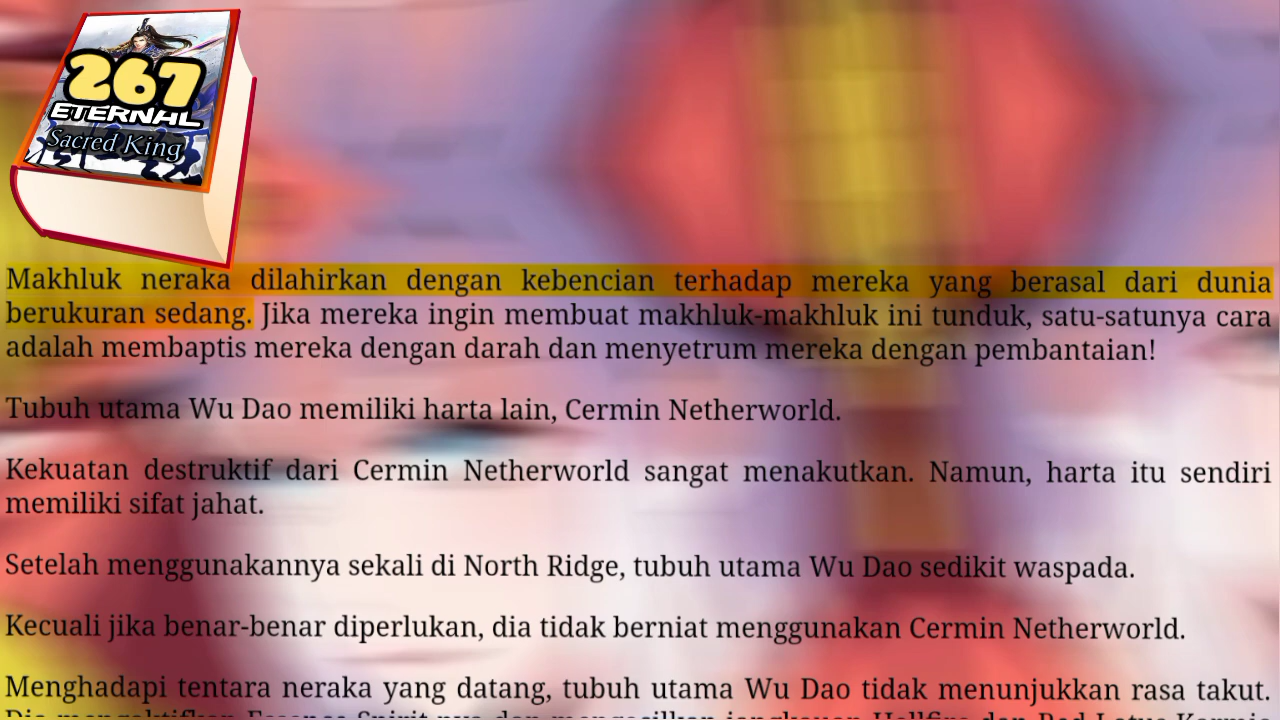 267
ETERNAL
Sacred King
Makhluk neraka dilahirkan dengan kebencian terhadap mereka yang berasal dari dunia
berukuran sedang. Jika mereka ingin membuat makhluk-makhluk ini tunduk, satu-satunya cara
adalah membaptis mereka dengan darah dan menyetrum mereka dengan pembantaian!
Tubuh utama Wu Dao memiliki harta lain, Cermin Netherworld.
Kekuatan destruktif dari Cermin Netherworld sangat menakutkan. Namun, harta itu sendiri
memiliki sifat jahat.
Setelah menggunakannya sekali di North Ridge, tubuh utama Wu Dao sedikit waspada.
Kecuali jika benar-benar diperlukan, dia tidak berniat menggunakan Cermin Netherworld.
Menghadapi tentara neraka yang datang, tubuh utama Wu Dao tidak menunjukkan rasa takut.